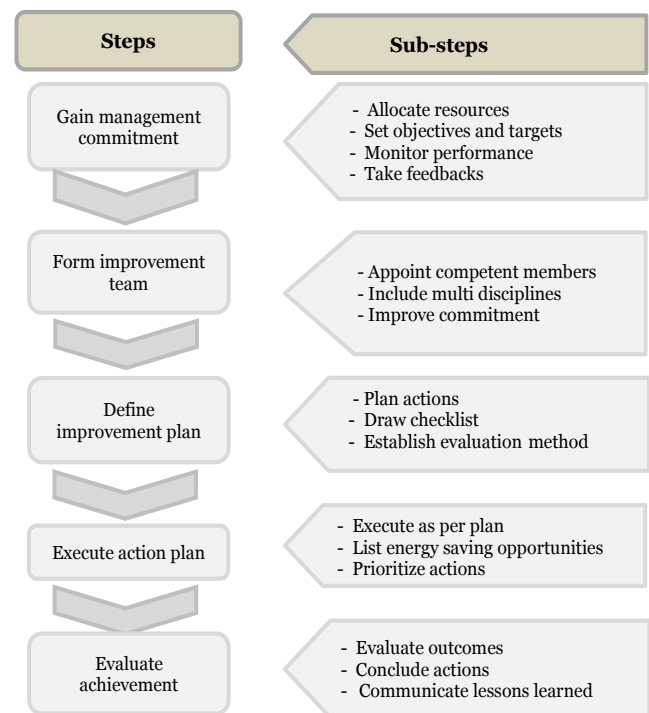 Steps
Sub-steps
Gain management
commitment
- Allocate resources
- Set objectives and targets
- Monitor performance
- Take feedbacks
Form improvement
team
- Appoint competent members
- Include multi disciplines
- Improve commitment
Define
improvement plan
- Plan actions
- Draw checklist
- Establish evaluation method
Execute action plan
- Execute as per plan
- List energy saving opportunities
- Prioritize actions
Evaluate
achievement
- Evaluate outcomes
- Conclude actions
- Communicate lessons learned